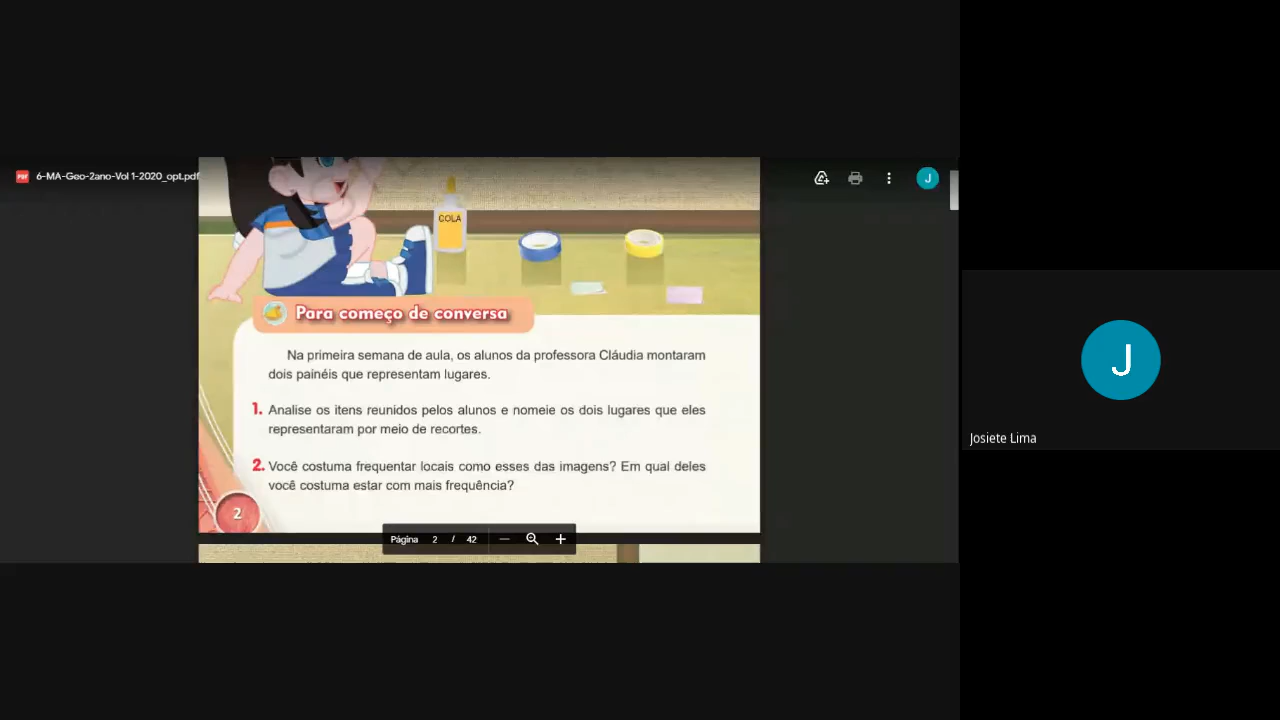 6-MA-Geo-2ano-Vol 1-2020_opt.pdf
PDF
J
COLA
Para começo de conversa
Na primeira semana de aula, os alunos da professora Cláudia montaram
dois painéis que representam lugares.
1. Analise os itens reunidos pelos alunos e nomeie os dois lugares que eles
representaram por meio de recortes.
2. Você costuma frequentar locais como esses das imagens? Em qual deles
você costuma estar com mais frequência?
2
Página 2 / 42
J
Josiete Lima